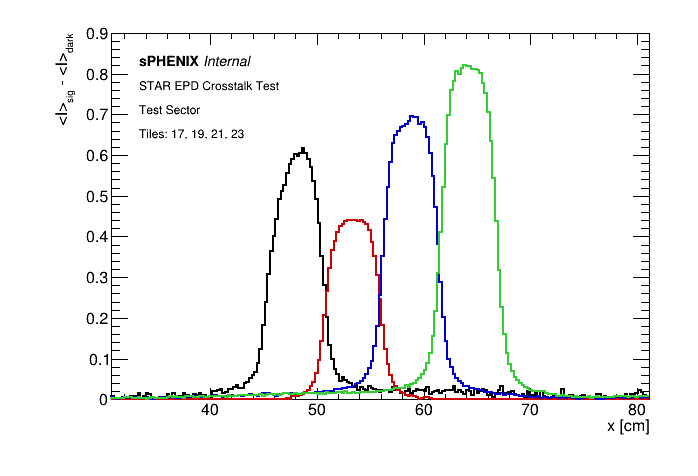 <I>sig - <I>dark
0.9
0.8
0.7
0.6
0.5
0.4
0.3
0.2
0.1
0
sPHENIX Internal
STAR EPD Crosstalk Test
Test Sector
Tiles: 17, 19, 21, 23
40 50 60 70 80
x [cm]